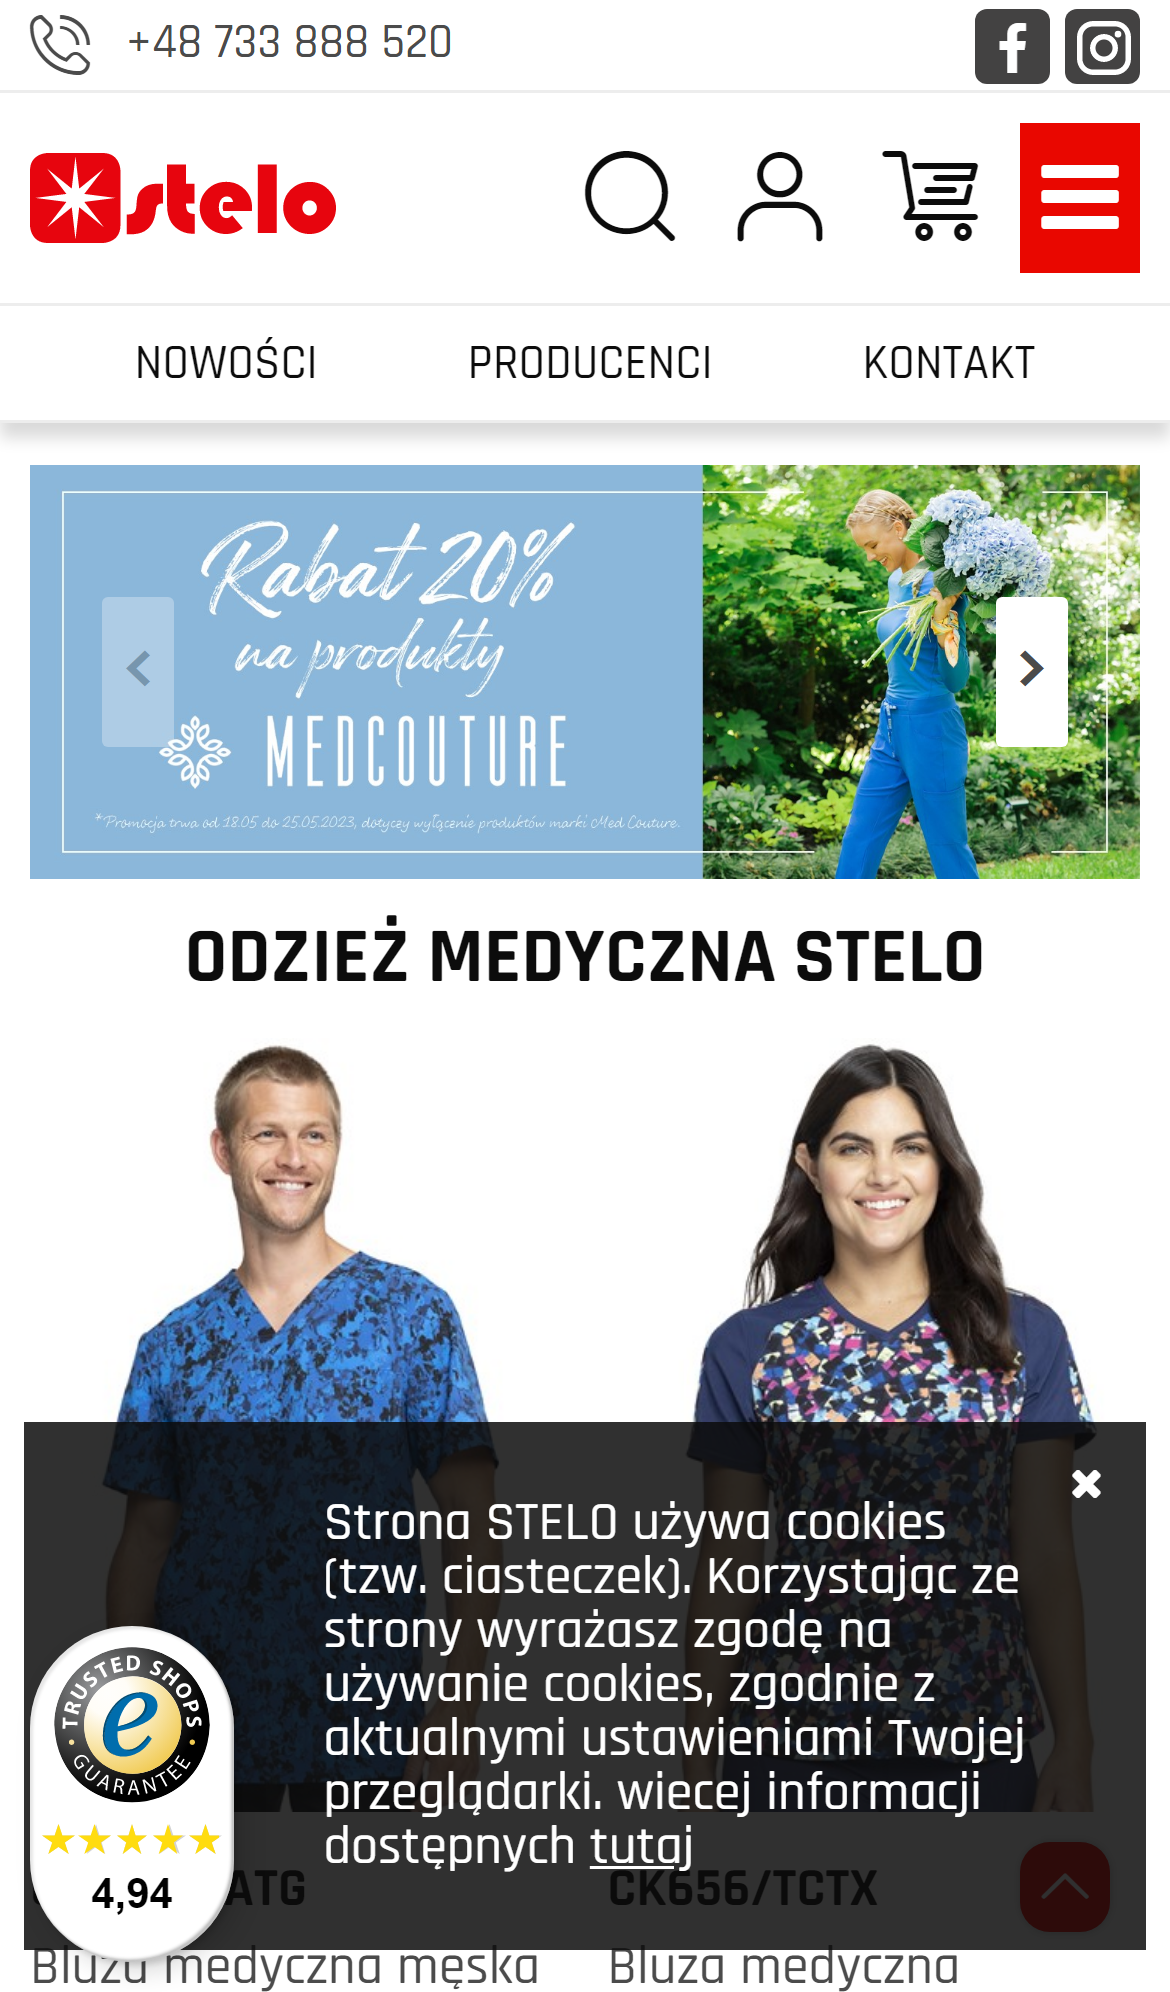 +48 733 888 520
stelo
NOWOŚCI PRODUCENCI KONTAKT
Rabat 20%
na produkty
MEDCOUTURE
*Promocja trwa od 18.05 do 25.05.2023, dotyczy wyłącznie produktów marki Med Couture.
ODZIEŻ MEDYCZNA STELO
Strona STELO używa cookies
(tzw. ciasteczek). Korzystając ze
strony wyrażasz zgodę na
używanie cookies, zgodnie z
aktualnymi ustawieniami Twojej
przeglądarki. wiecej informacji
dostępnych tutaj
TRUSTED SHOPS
e
GUARANTEE
4,94
ATG
CK656/TCTX
Bluza medyczna męska
Bluza medyczna